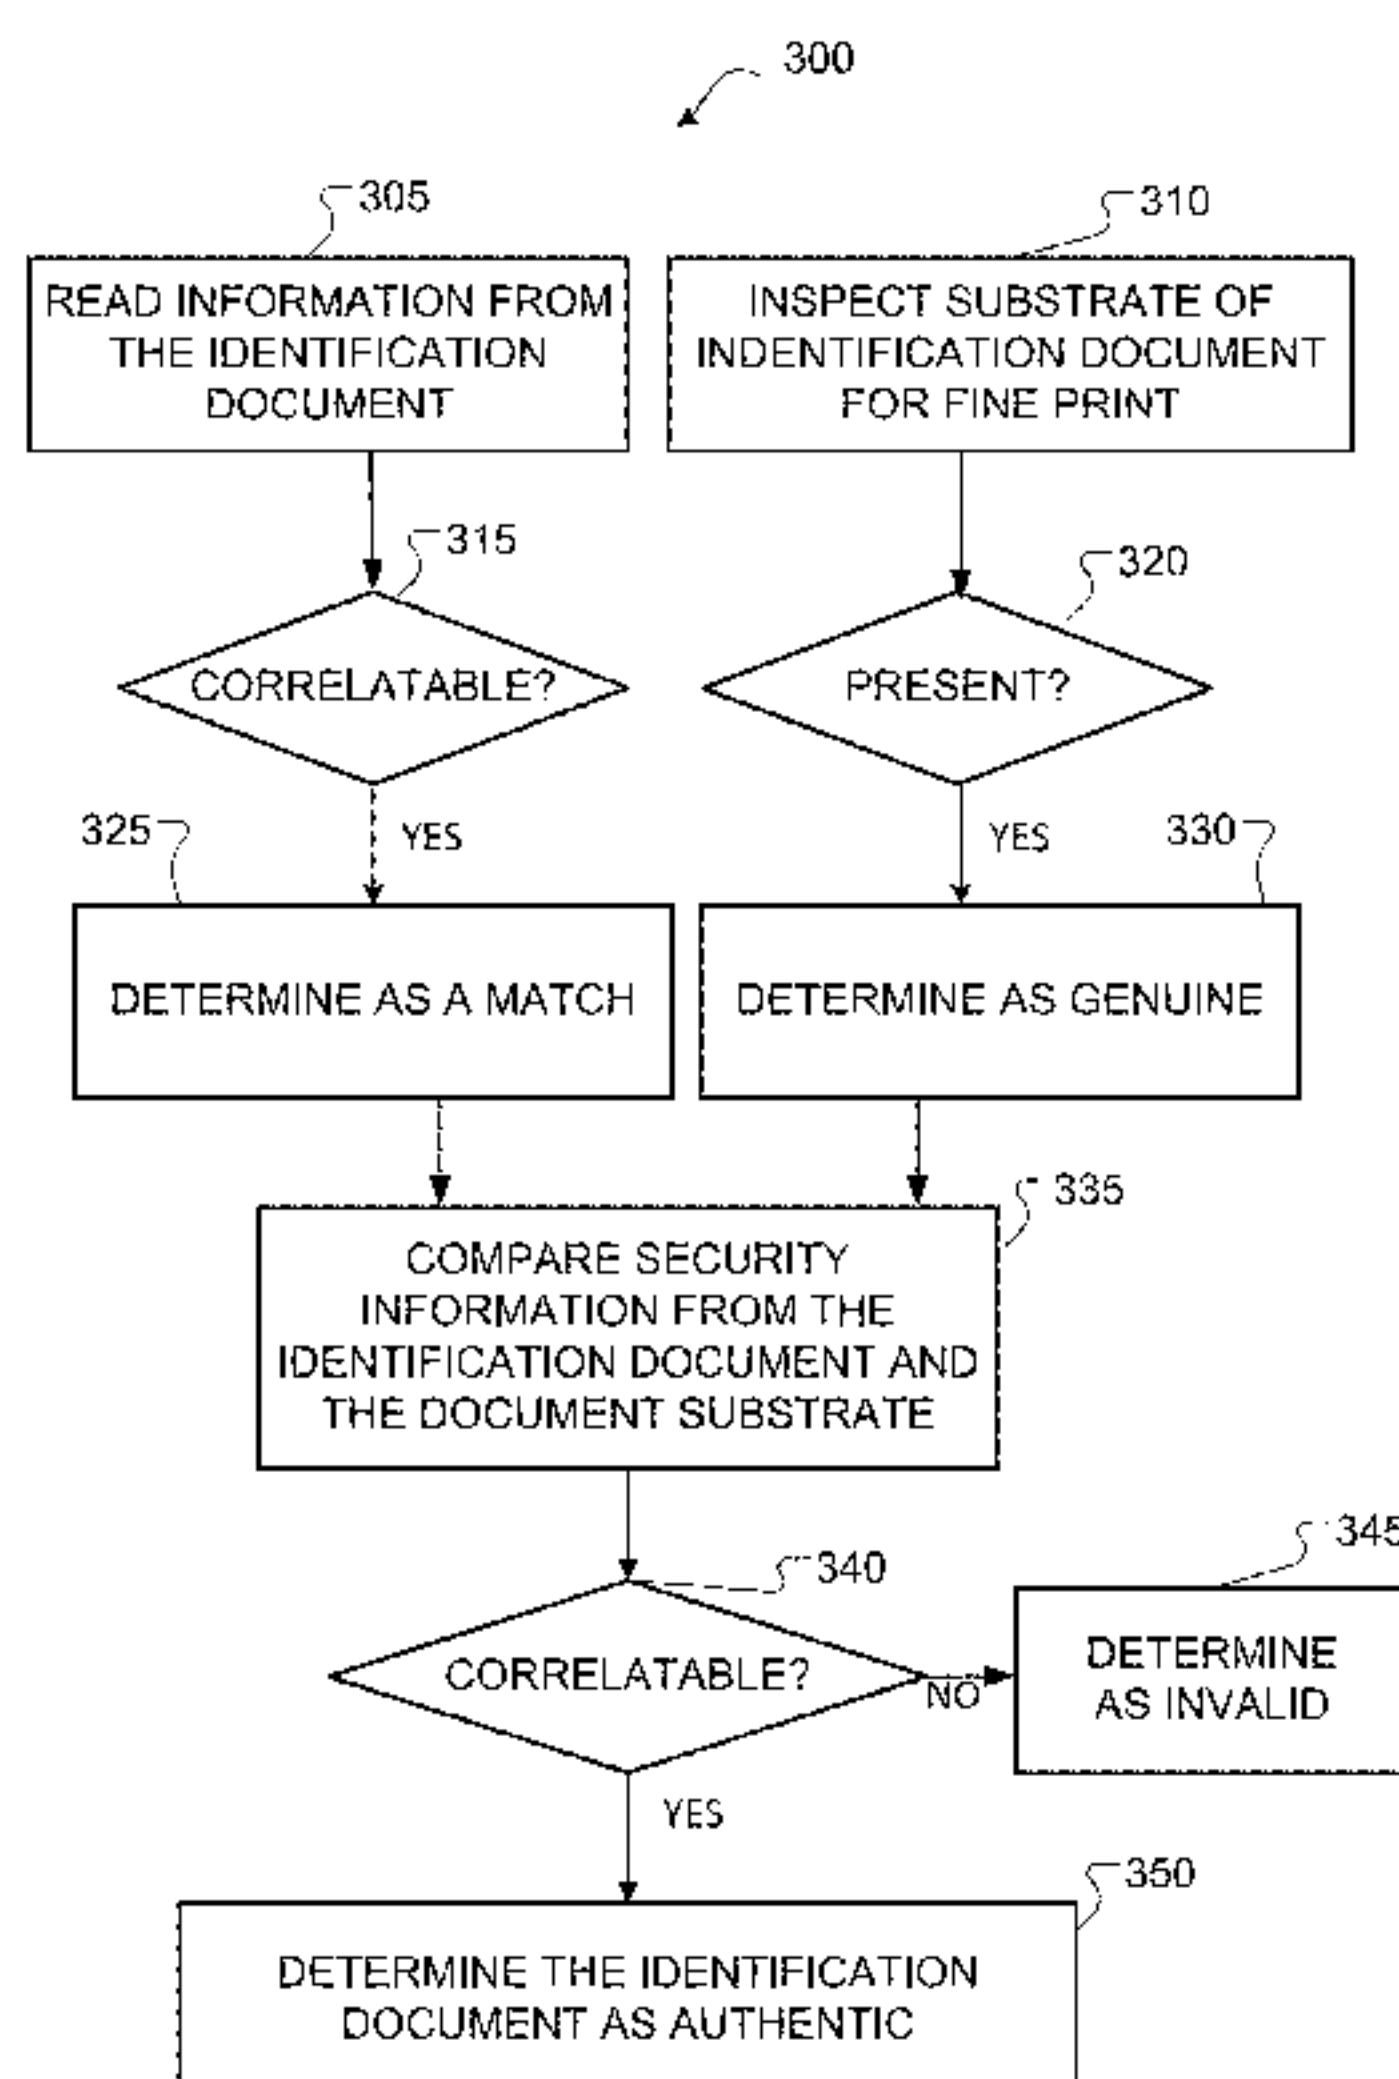 300
305
READ INFORMATION FROM
THE IDENTIFICATION
DOCUMENT
310
INSPECT SUBSTRATE OF
INDENTIFICATION DOCUMENT
FOR FINE PRINT
315
CORRELATABLE?
320
PRESENT?
YES
YES
325
DETERMINE AS A MATCH
330
DETERMINE AS GENUINE
335
COMPARE SECURITY
INFORMATION FROM THE
IDENTIFICATION DOCUMENT AND
THE DOCUMENT SUBSTRATE
340
CORRELATABLE?
NO
345
DETERMINE
AS INVALID
YES
350
DETERMINE THE IDENTIFICATION
DOCUMENT AS AUTHENTIC